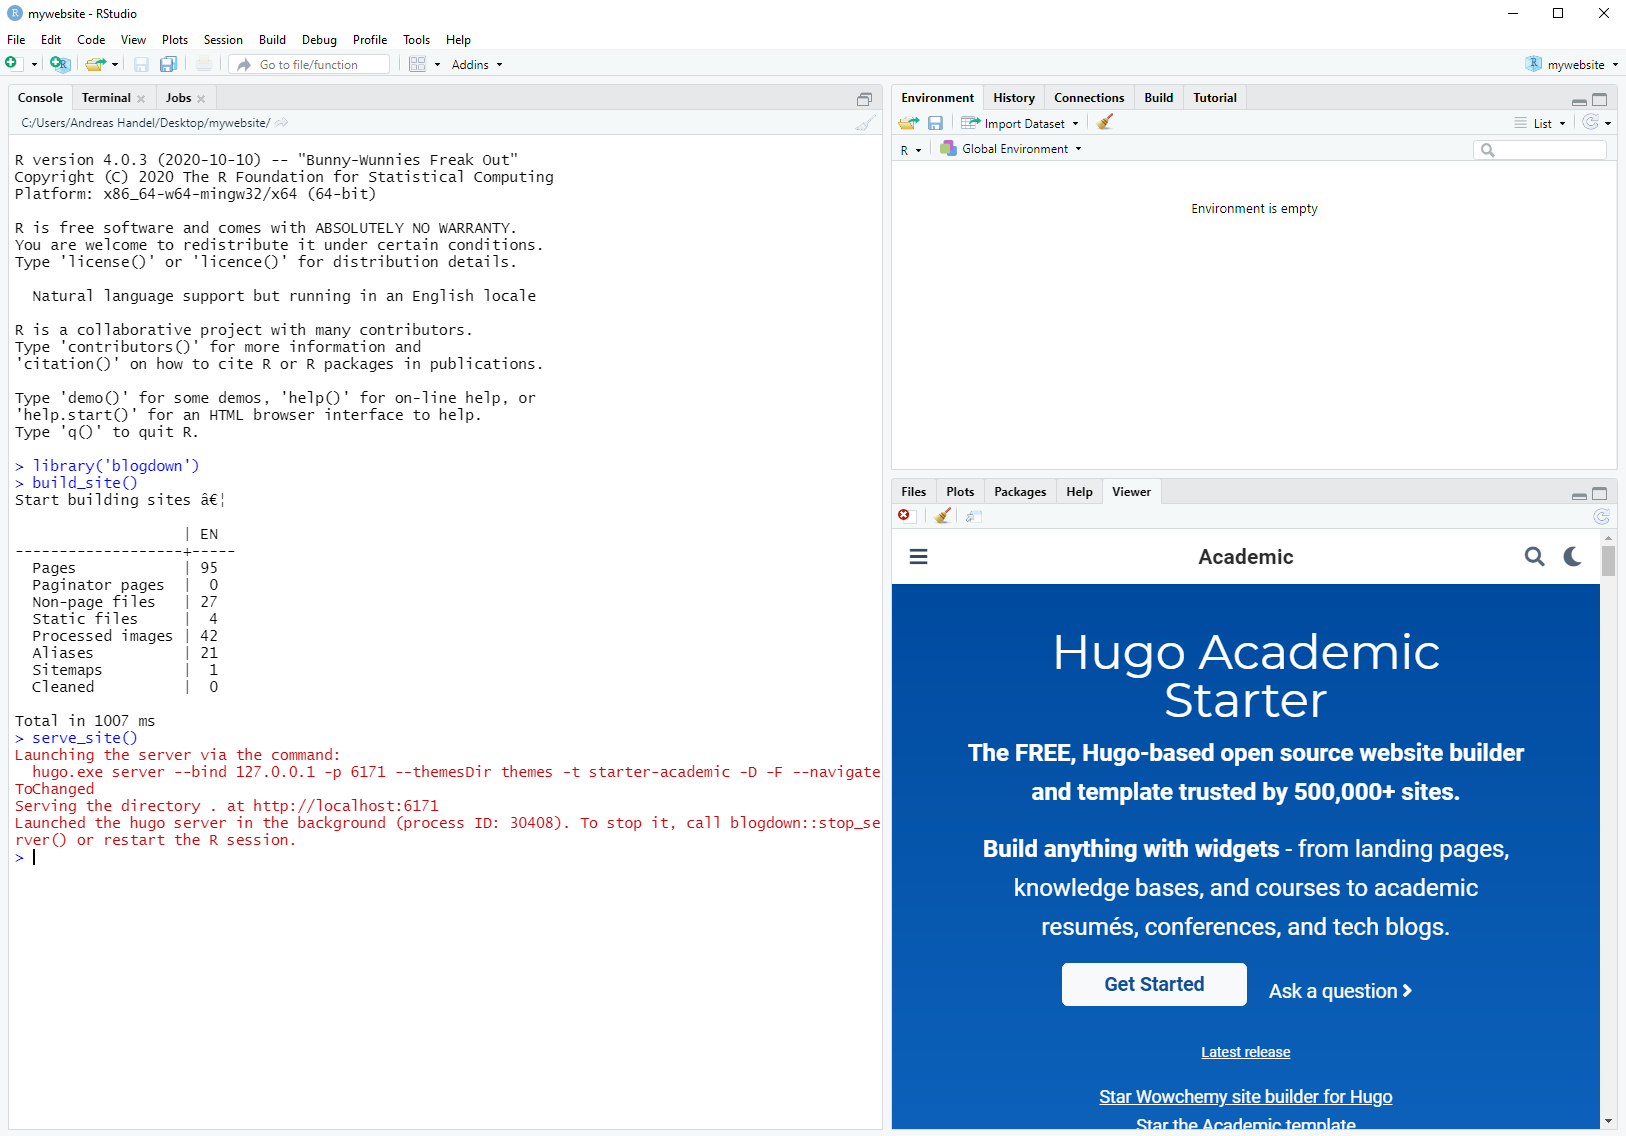 mywebsite - RStudio
File Edit Code View Plots Session Build Debug Profile Tools Help
Go to file/function Addins mywebsite
Console Terminal Jobs
C:/Users/Andreas Handel/Desktop/mywebsite/
R version 4.0.3 (2020-10-10) -- "Bunny-Wunnies Freak Out"
Copyright (C) 2020 The R Foundation for Statistical Computing
Platform: x86_64-w64-mingw32/x64 (64-bit)
R is free software and comes with ABSOLUTELY NO WARRANTY.
You are welcome to redistribute it under certain conditions.
Type 'license()' or 'licence()' for distribution details.
Natural language support but running in an English locale
R is a collaborative project with many contributors.
Type 'contributors()' for more information and
'citation()' on how to cite R or R packages in publications.
Type 'demo()' for some demos, 'help()' for on-line help, or
'help.start()' for an HTML browser interface to help.
Type 'q()' to quit R.
> library('blogdown')
> build_site()
Start building sites â€¦
| EN
-------------------+-----
Pages | 95
Paginator pages | 0
Non-page files | 27
Static files | 4
Processed images | 42
Aliases | 21
Sitemaps | 1
Cleaned | 0
Total in 1007 ms
> serve_site()
Launching the server via the command:
hugo.exe server --bind 127.0.0.1 -p 6171 --themesDir themes -t starter-academic -D -F --navigate
ToChanged
Serving the directory . at http://localhost:6171
Launched the hugo server in the background (process ID: 30408). To stop it, call blogdown::stop_se
rver() or restart the R session.
>
Environment History Connections Build Tutorial
Import Dataset List
R Global Environment
Environment is empty
Files Plots Packages Help Viewer
Academic
Hugo Academic
Starter
The FREE, Hugo-based open source website builder
and template trusted by 500,000+ sites.
Build anything with widgets - from landing pages,
knowledge bases, and courses to academic
resumés, conferences, and tech blogs.
Get Started Ask a question
Latest release
Star Wowchemy site builder for Hugo
Star the Academic template